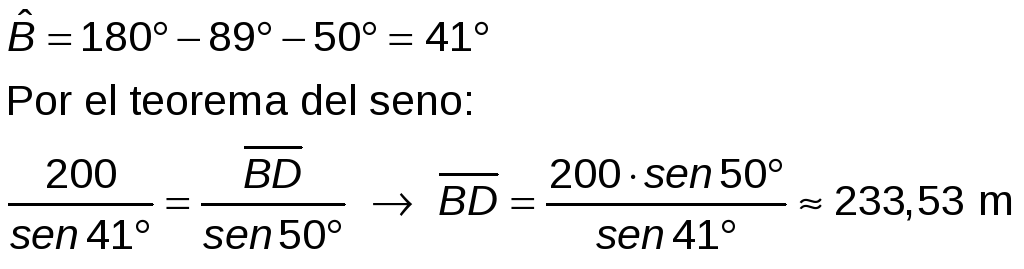 B̂ = 180° − 89° − 50° = 41°
Por el teorema del seno:
200 / sen 41° = B̅D̅ / sen 50° → B̅D̅ = 200 · sen 50° / sen 41° ≈ 233,53 m